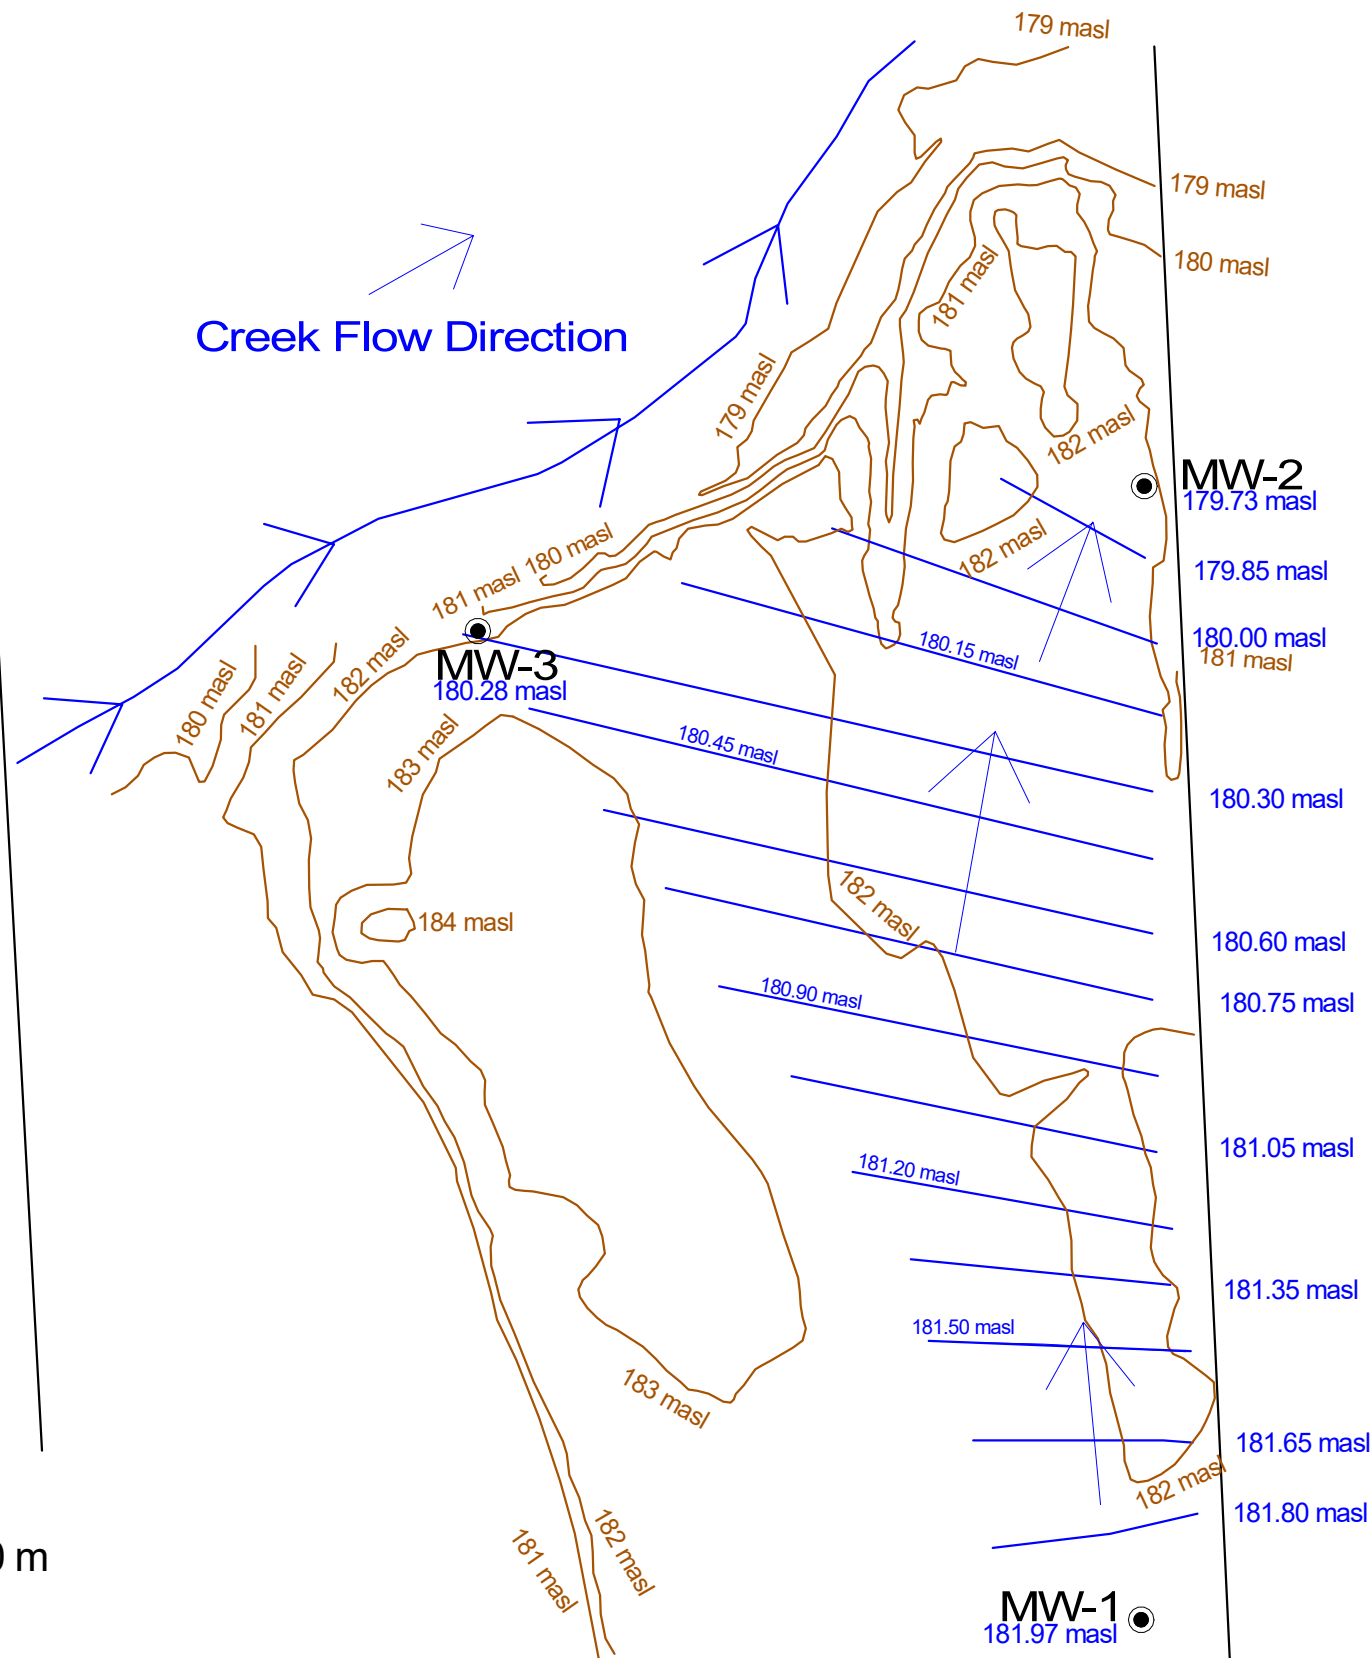 179 masl
179 masl
180 masl
181 masl
Creek Flow Direction
179 masl
182 masl
MW-2
179.73 masl
180 masl
182 masl
179.85 masl
181 masl
180.00 masl
180.15 masl
181 masl
182 masl
MW-3
180.28 masl
181 masl
180 masl
183 masl
180.45 masl
180.30 masl
182 masl
184 masl
180.60 masl
180.90 masl
180.75 masl
181.05 masl
181.20 masl
181.35 masl
181.50 masl
183 masl
181.65 masl
182 masl
181.80 masl
182 masl
181 masl
0 m
MW-1
181.97 masl